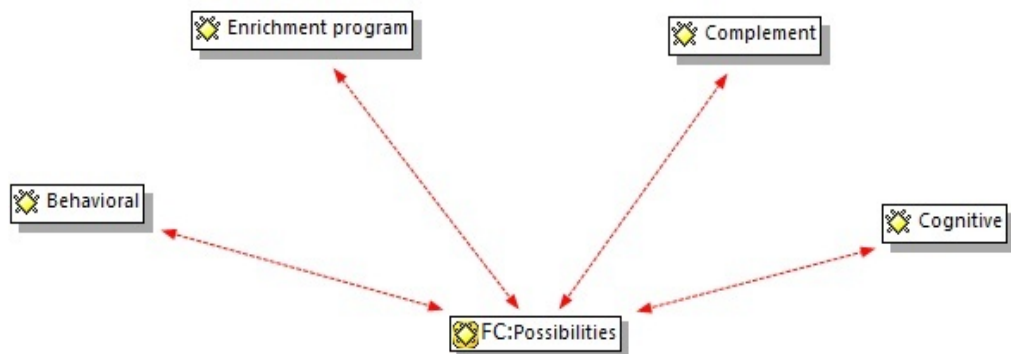 Enrichment program
Complement
Behavioral
Cognitive
FC:Possibilities